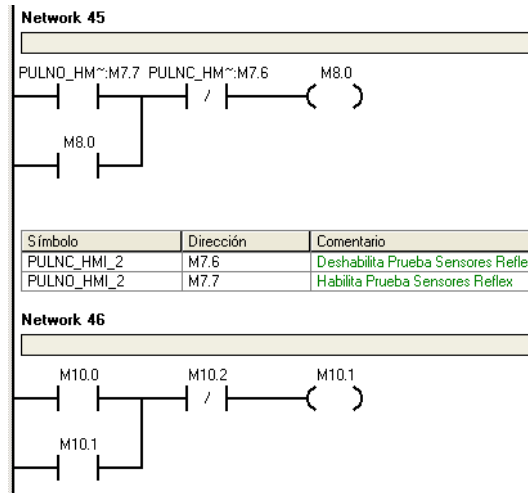 Network 45
PULNO_HM~:M7.7 PULNC_HM~:M7.6 M8.0
M8.0
Símbolo Dirección Comentario
PULNC_HMI_2 M7.6 Deshabilita Prueba Sensores Refle
PULNO_HMI_2 M7.7 Habilita Prueba Sensores Reflex
Network 46
M10.0 M10.2 M10.1
M10.1